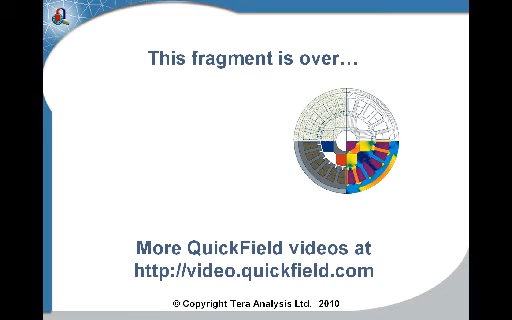 This fragment is over…
More QuickField videos at
http://video.quickfield.com
© Copyright Tera Analysis Ltd.   2010